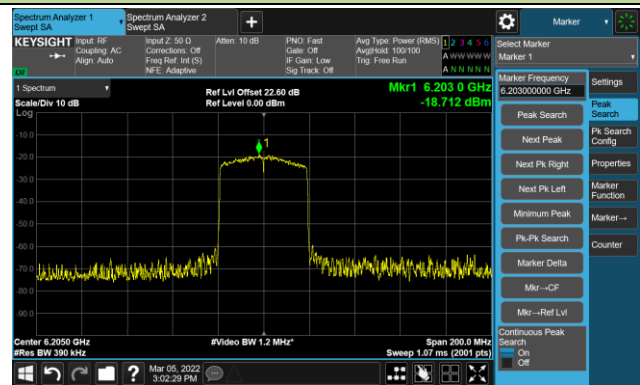 Spectrum Analyzer 1
Swept SA
Spectrum Analyzer 2
Swept SA
+
Marker
KEYSIGHT
Input: RF
Coupling: AC
Align: Auto
Input Z: 50 Ω
Corrections: Off
Freq Ref: Int (S)
NFE: Adaptive
Atten: 10 dB
PNO: Fast
Gate: Off
IF Gain: Low
Sig Track: Off
Avg Type: Power (RMS)
Avg|Hold: 100/100
Trig: Free Run
1 2 3 4 5 6
A W W W W W
A N N N N N
Select Marker
Marker 1
1 Spectrum
Scale/Div 10 dB
Log
Ref Lvl Offset 22.60 dB
Ref Level 0.00 dBm
Mkr1 6.203 0 GHz
-18.712 dBm
1
-10.0
-20.0
-30.0
-40.0
-50.0
-60.0
-70.0
-80.0
-90.0
Center 6.2050 GHz
#Res BW 390 kHz
#Video BW 1.2 MHz*
Span 200.0 MHz
Sweep 1.07 ms (2001 pts)
Marker Frequency
6.203000000 GHz
Peak Search
Next Peak
Next Pk Right
Next Pk Left
Minimum Peak
Pk-Pk Search
Marker Delta
Mkr→CF
Mkr→Ref Lvl
Continuous Peak
Search
On
Off
Settings
Peak
Search
Pk Search
Config
Properties
Marker
Function
Marker→
Counter
?
Mar 05, 2022
3:02:29 PM